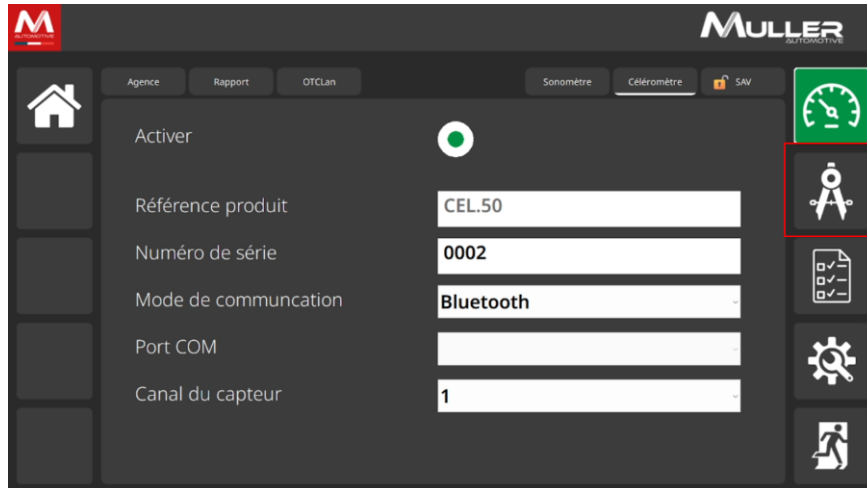 AUTOMOTIVE
MULLER
AUTOMOTIVE
Agence
Rapport
OTCLan
Sonomètre
Céléromètre
SAV
Activer
Référence produit
CEL.50
Numéro de série
0002
Mode de communcation
Bluetooth
Port COM
Canal du capteur
1